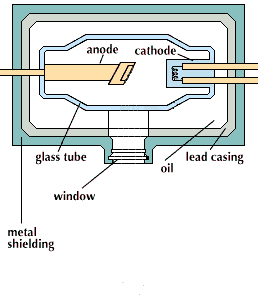 anode
cathode
glass tube
lead casing
oil
window
metal
shielding